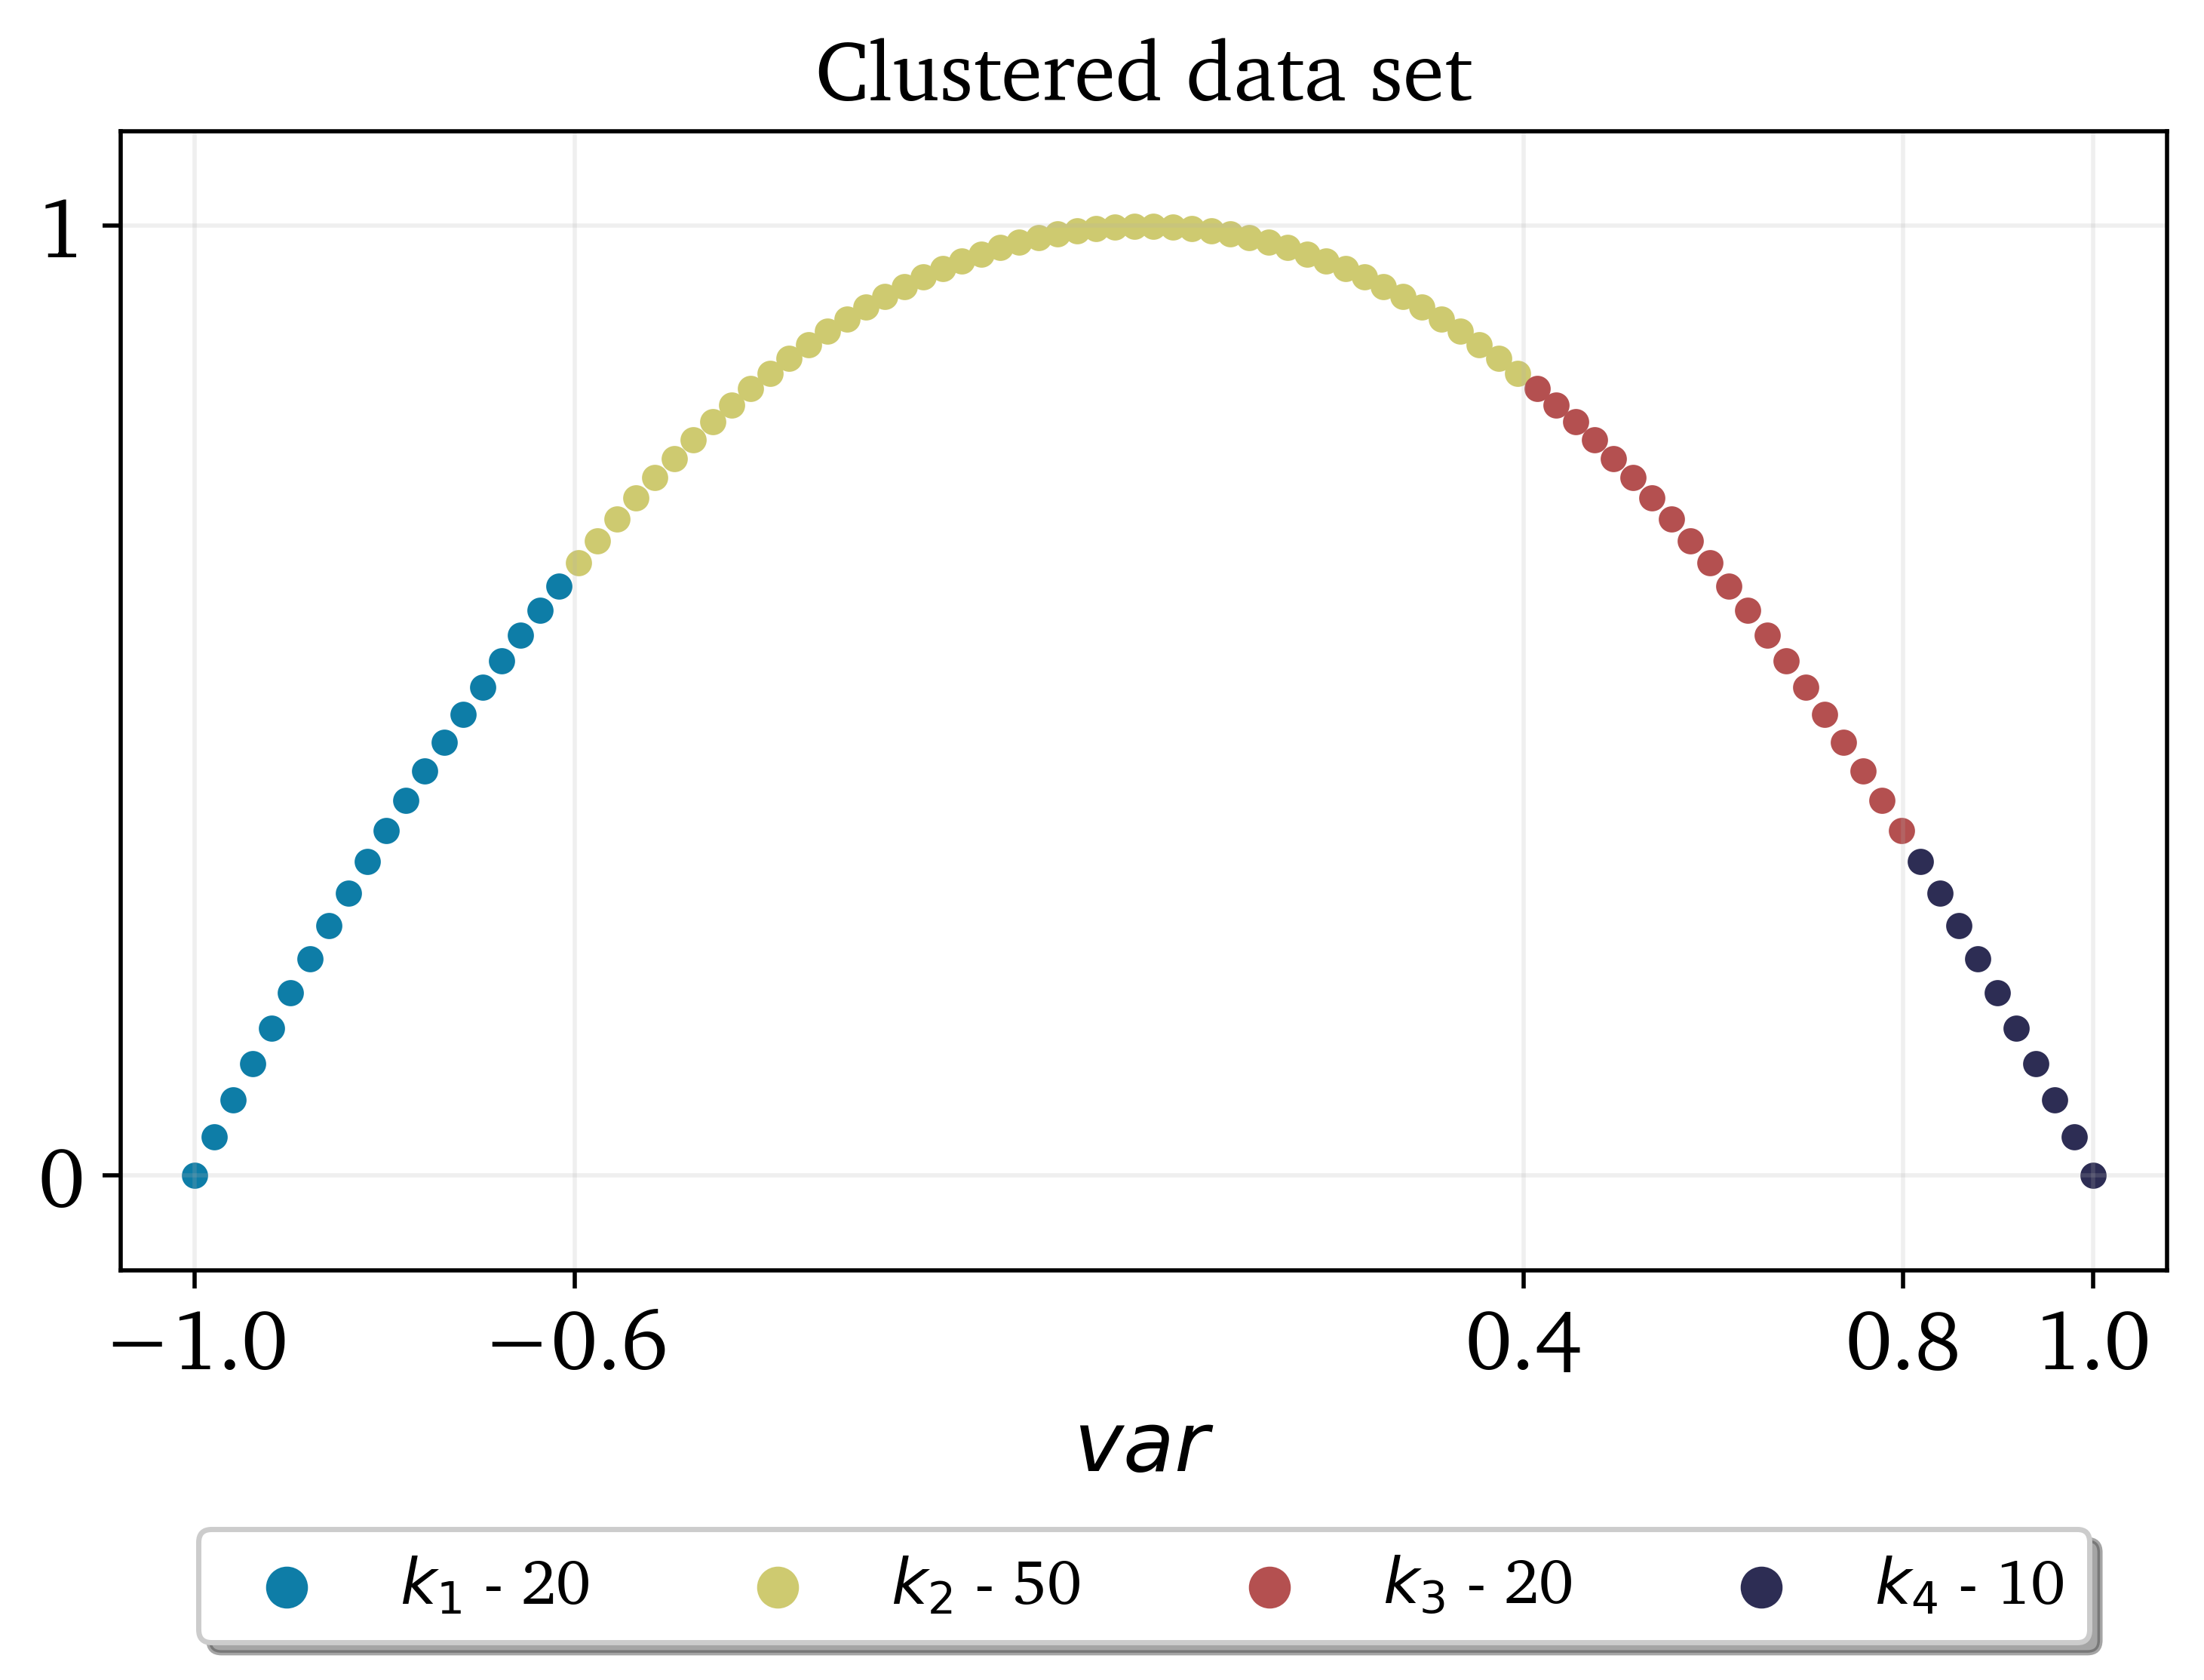 Clustered data set
1
0
−1.0 −0.6 0.4 0.8 1.0
var
k₁ - 20 k₂ - 50 k₃ - 20 k₄ - 10